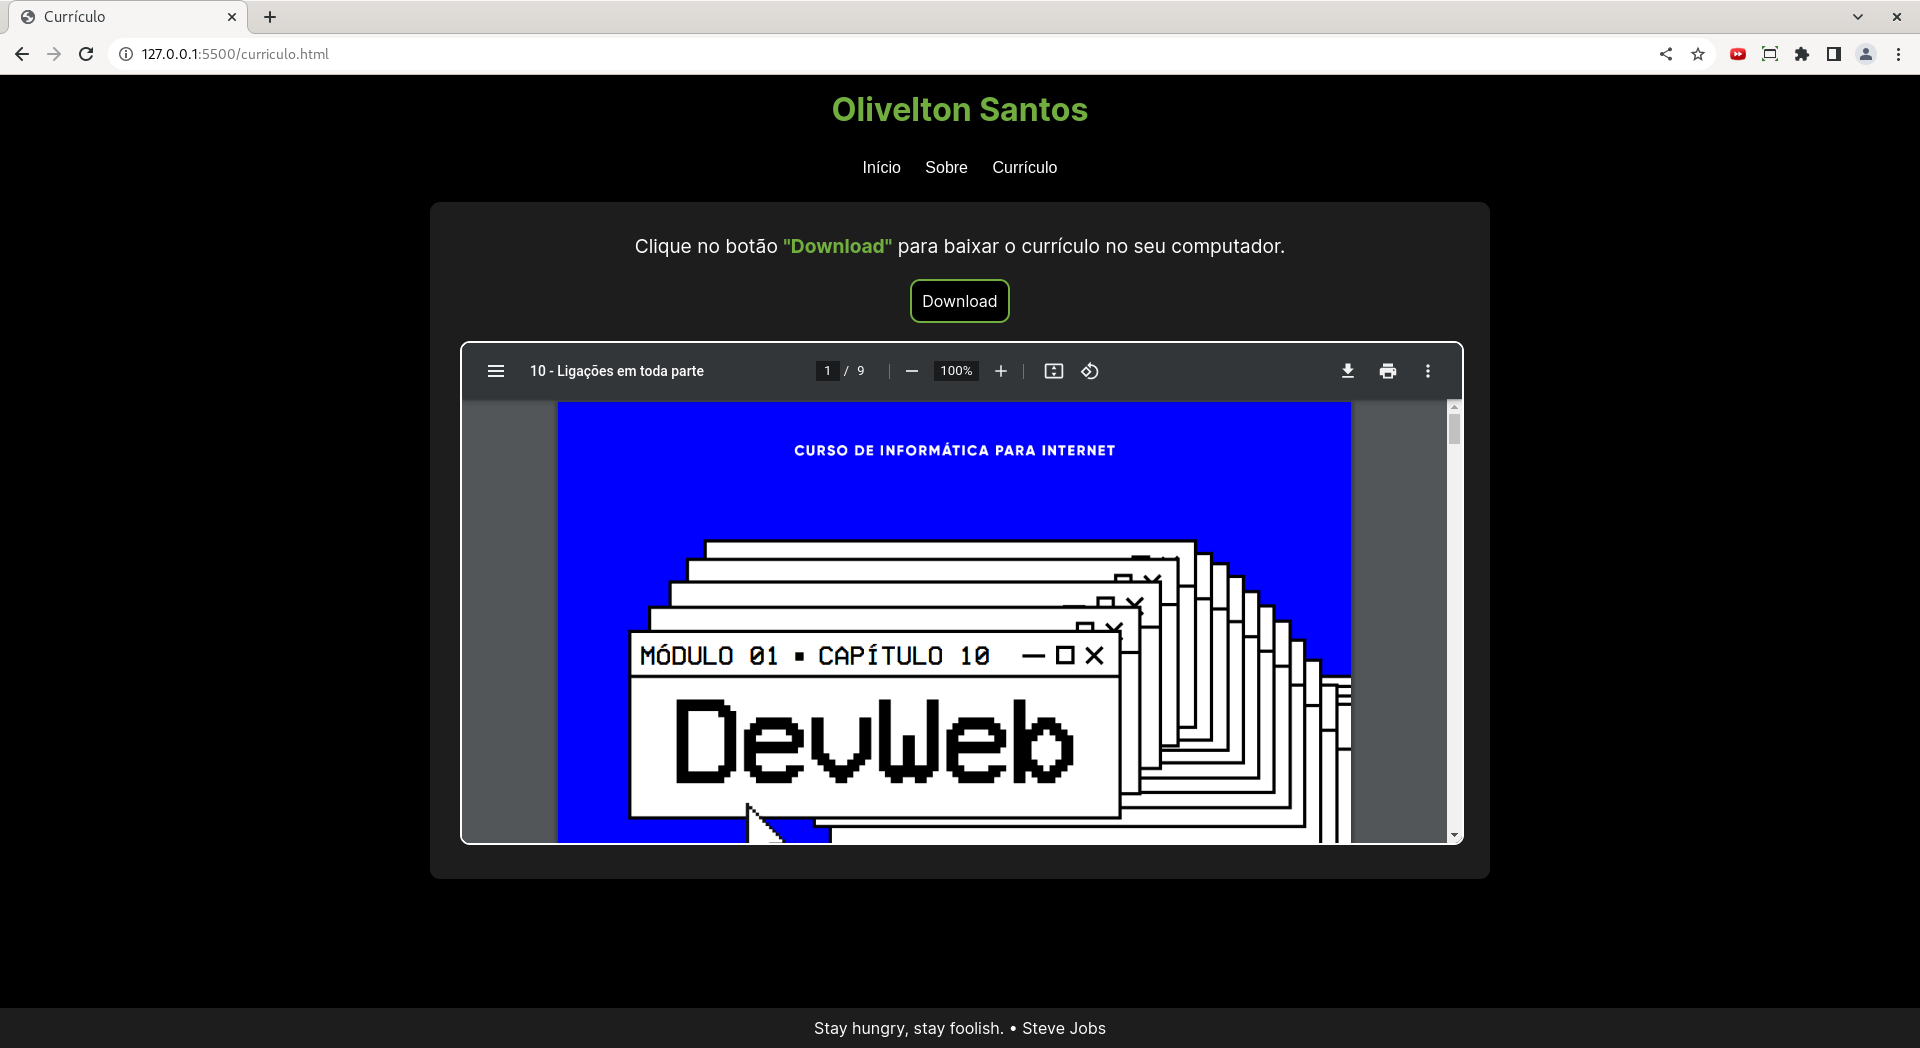 Currículo
127.0.0.1:5500/curriculo.html
Olivelton Santos
Início Sobre Currículo
Clique no botão "Download" para baixar o currículo no seu computador.
Download
10 - Ligações em toda parte 1 / 9 100%
CURSO DE INFORMÁTICA PARA INTERNET
MÓDULO 01 ▪ CAPÍTULO 10
DevWeb
Stay hungry, stay foolish. • Steve Jobs